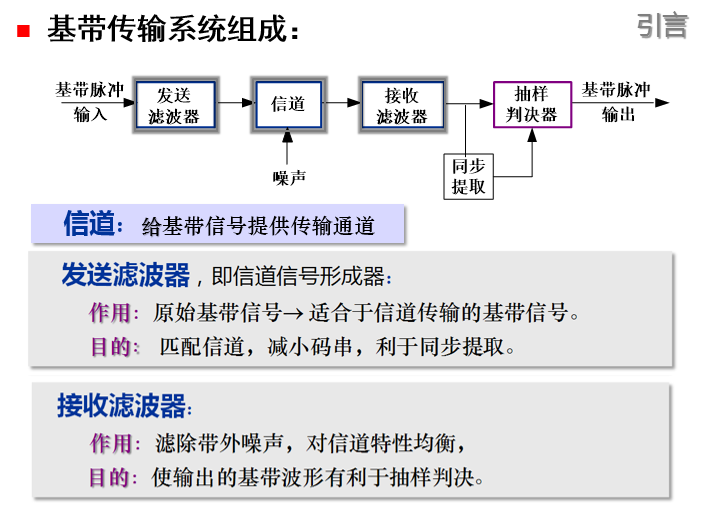 基带传输系统组成：
引言
基带脉冲
输入
发送
滤波器
信道
接收
滤波器
抽样
判决器
基带脉冲
输出
噪声
同步
提取
信道：给基带信号提供传输通道
发送滤波器，即信道信号形成器：
作用：原始基带信号→适合于信道传输的基带信号。
目的：匹配信道，减小码串，利于同步提取。
接收滤波器：
作用：滤除带外噪声，对信道特性均衡，
目的：使输出的基带波形有利于抽样判决。